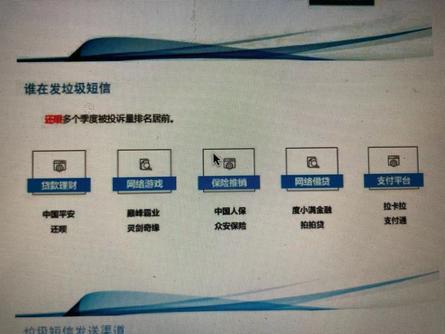 谁在发垃圾短信
还呗多个季度被投诉量排名居前。
贷款理财
网络游戏
保险推销
网络借贷
支付平台
中国平安
还呗
巅峰霸业
灵剑奇缘
中国人保
众安保险
度小满金融
拍拍贷
拉卡拉
支付通
垃圾短信发送渠道